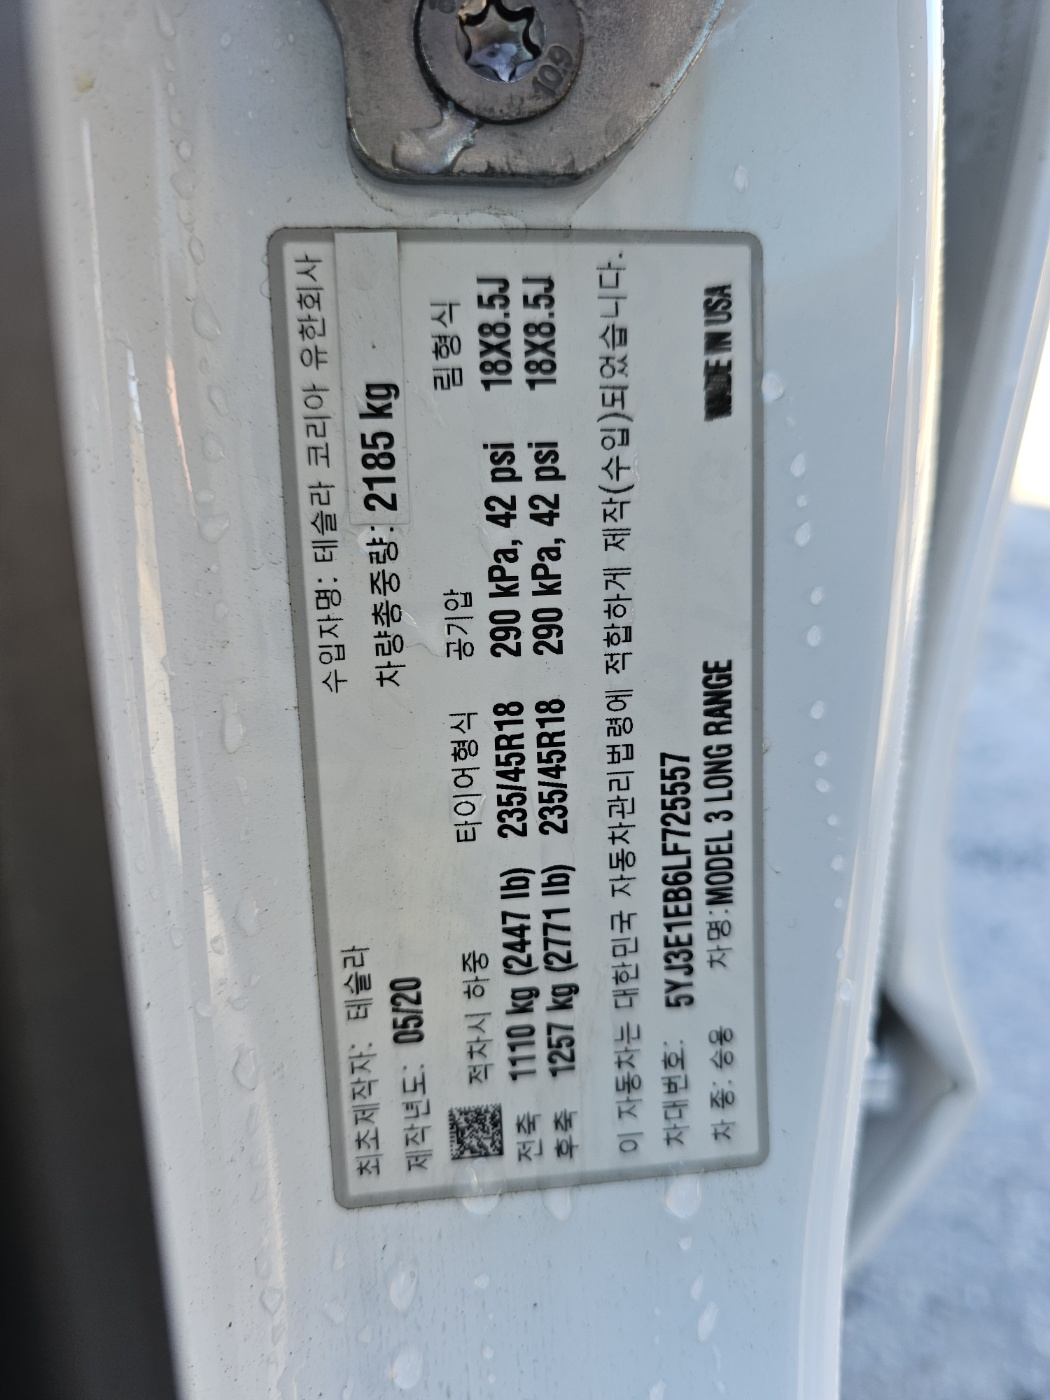 10.9
최초제작자: 테슬라 수입자명: 테슬라 코리아 유한회사
제작년도: 05/20 차량총중량: 2185 kg
적차시 하중 타이어형식 공기압 림형식
전축 1110 kg (2447 lb) 235/45R18 290 kPa, 42 psi 18X8.5J
후축 1257 kg (2771 lb) 235/45R18 290 kPa, 42 psi 18X8.5J
이 자동차는 대한민국 자동차관리법령에 적합하게 제작(수입)되었습니다.
차대번호: 5YJ3E1EB6LF725557
차 종: 승용 차명: MODEL 3 LONG RANGE MADE IN USA